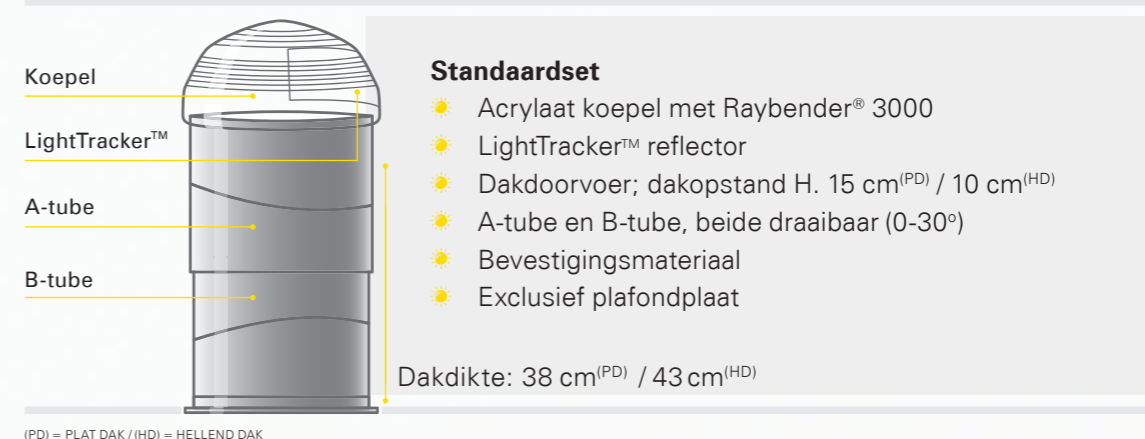 Koepel
LightTracker™
A-tube
B-tube
Standaardset
Acrylaat koepel met Raybender® 3000
LightTracker™ reflector
Dakdoorvoer; dakopstand H. 15 cm(PD) / 10 cm(HD)
A-tube en B-tube, beide draaibaar (0-30°)
Bevestigingsmateriaal
Exclusief plafondplaat
Dakdikte: 38 cm(PD) / 43 cm(HD)
(PD) = PLAT DAK / (HD) = HELLEND DAK